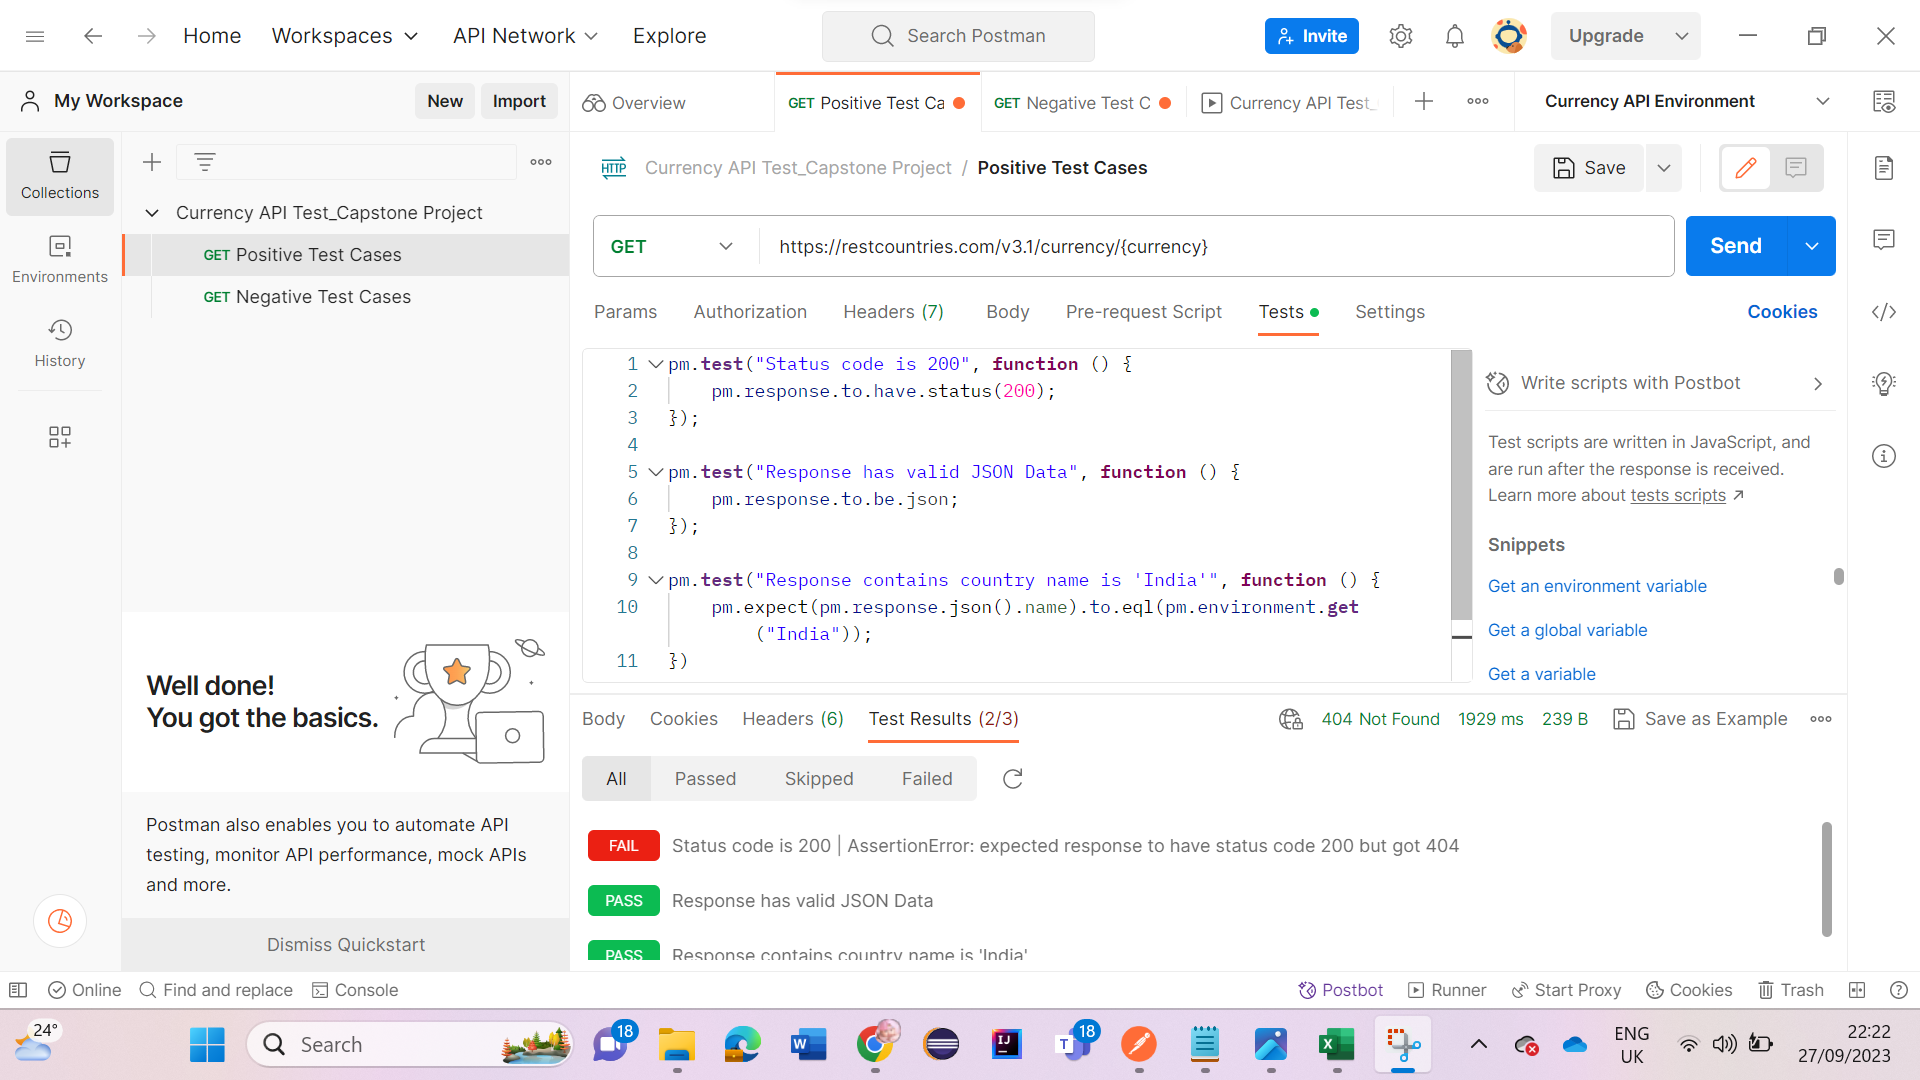 Home
Workspaces
API Network
Explore
Search Postman
Invite
Upgrade
My Workspace
New
Import
Overview
GET Positive Test Ca
GET Negative Test C
Currency API Test_
Currency API Environment
Collections
Environments
History
Currency API Test_Capstone Project
GET Positive Test Cases
GET Negative Test Cases
HTTP
Currency API Test_Capstone Project / Positive Test Cases
Save
GET
https://restcountries.com/v3.1/currency/{currency}
Send
Params
Authorization
Headers (7)
Body
Pre-request Script
Tests
Settings
Cookies
1 pm.test("Status code is 200", function () {
2 pm.response.to.have.status(200);
3 });
4
5 pm.test("Response has valid JSON Data", function () {
6 pm.response.to.be.json;
7 });
8
9 pm.test("Response contains country name is 'India'", function () {
10 pm.expect(pm.response.json().name).to.eql(pm.environment.get
("India"));
11 })
Write scripts with Postbot
Test scripts are written in JavaScript, and
are run after the response is received.
Learn more about tests scripts ↗
Snippets
Get an environment variable
Get a global variable
Get a variable
Well done!
You got the basics.
Postman also enables you to automate API
testing, monitor API performance, mock APIs
and more.
Dismiss Quickstart
Body
Cookies
Headers (6)
Test Results (2/3)
404 Not Found
1929 ms
239 B
Save as Example
All
Passed
Skipped
Failed
FAIL Status code is 200 | AssertionError: expected response to have status code 200 but got 404
PASS Response has valid JSON Data
PASS Response contains country name is 'India'
Online
Find and replace
Console
Postbot
Runner
Start Proxy
Cookies
Trash
24°
Search
18
W
IJ
T
18
X
ENG
UK
22:22
27/09/2023